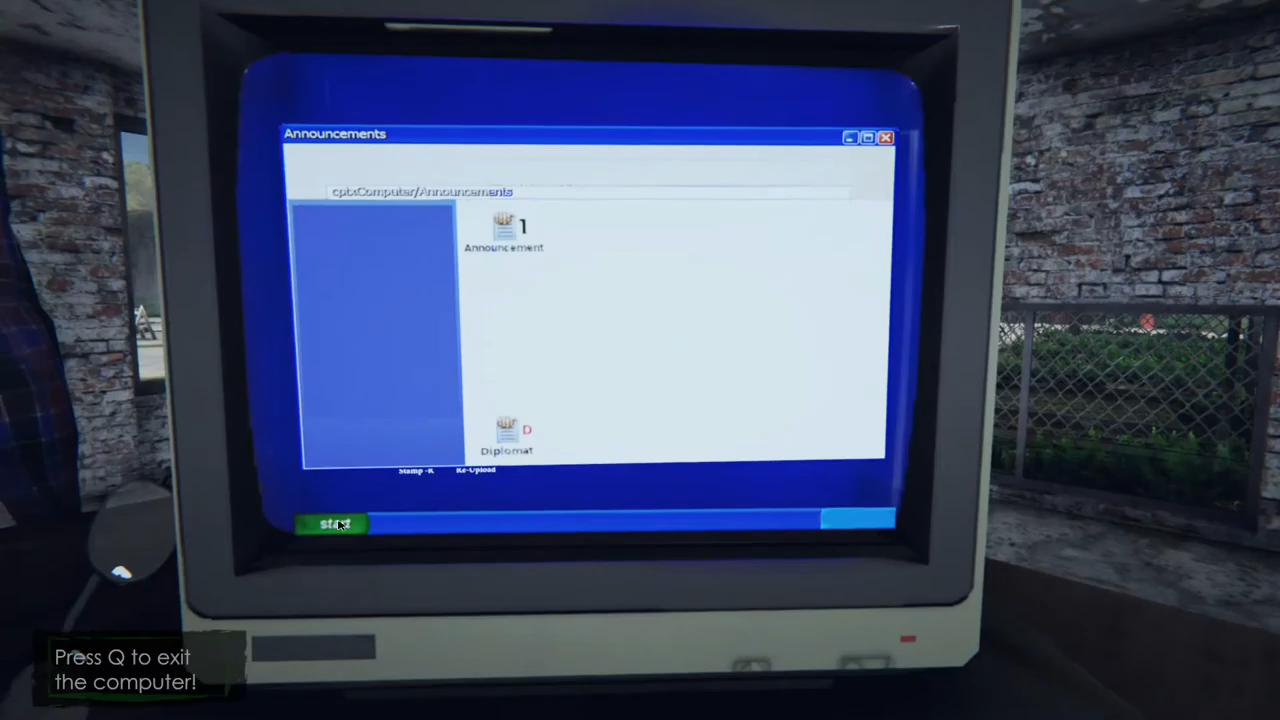 Announcements
cptxComputer/Announcements
1
Announcement
D
Diplomat
Stamp -R Re-Upload
start
Press Q to exit
the computer!